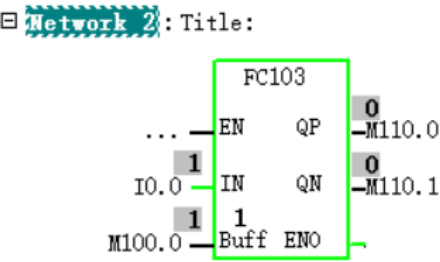 Network 2: Title:
FC103
... EN QP 0 M110.0
1 I0.0 IN QN 0 M110.1
1 M100.0 1 Buff ENO